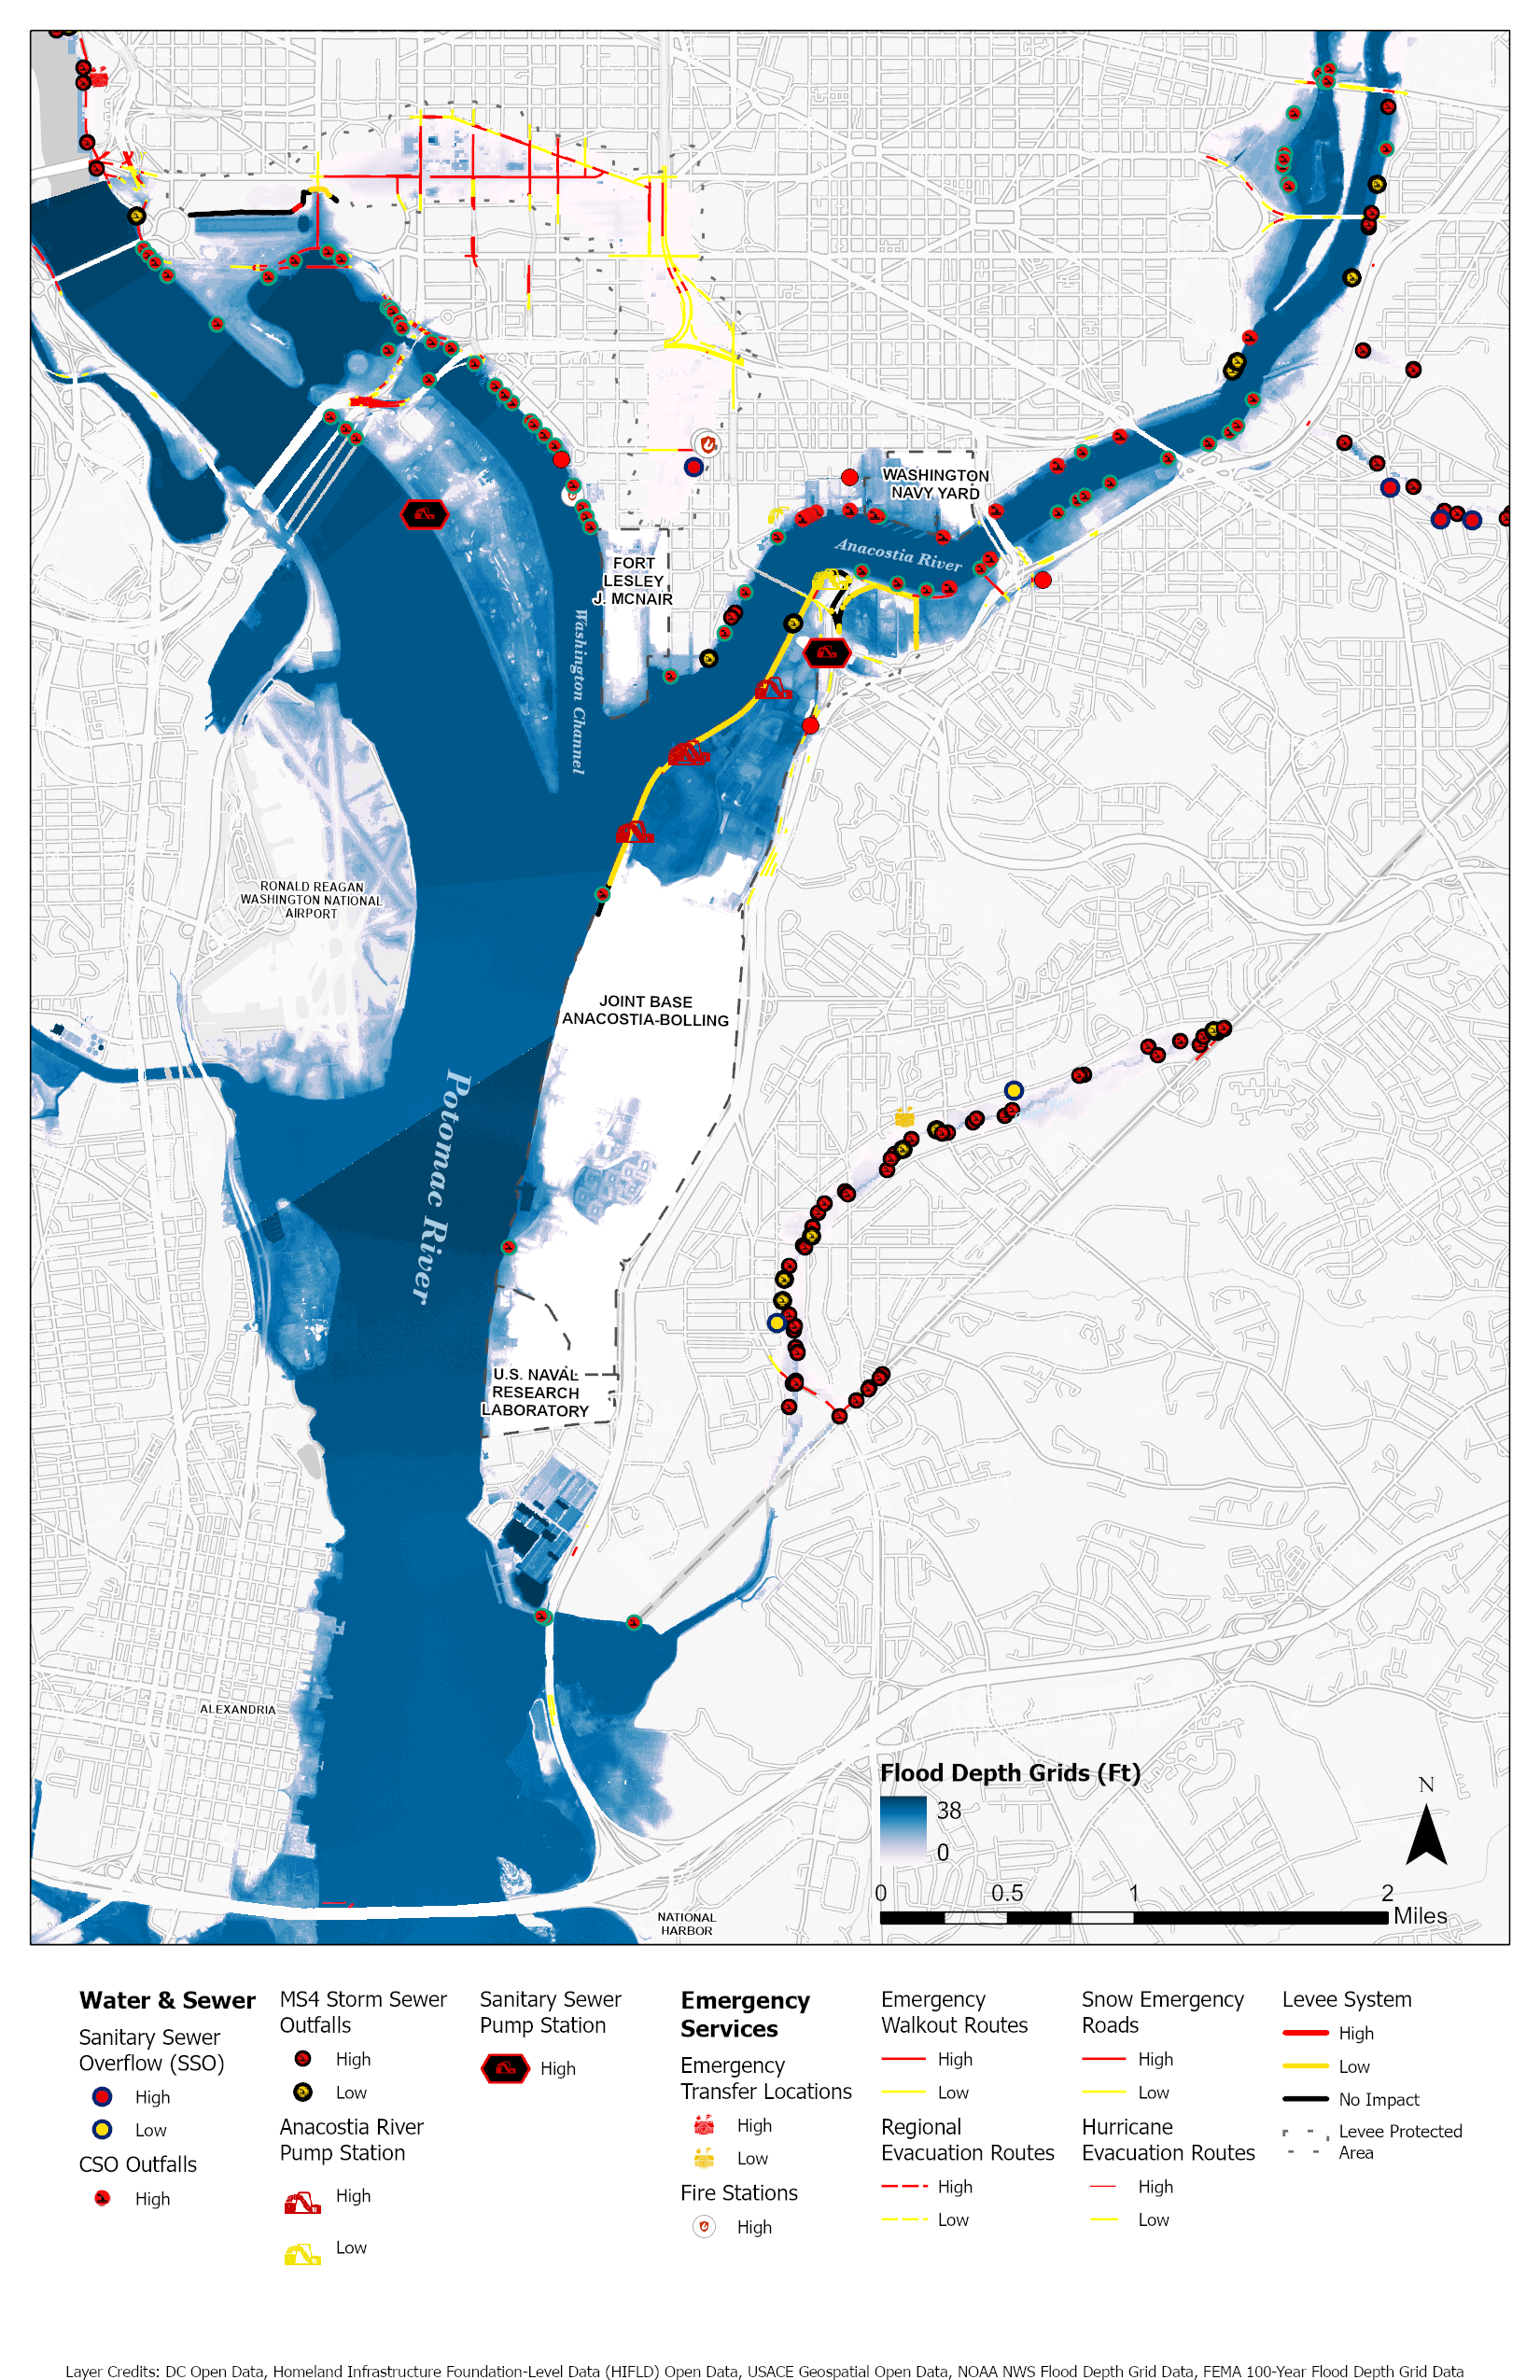 WASHINGTON
NAVY YARD
Anacostia River
FORT
LESLEY
J. MCNAIR
Washington Channel
RONALD REAGAN
WASHINGTON NATIONAL
AIRPORT
JOINT BASE
ANACOSTIA-BOLLING
Potomac River
U.S. NAVAL
RESEARCH
LABORATORY
ALEXANDRIA
NATIONAL
HARBOR
Flood Depth Grids (Ft)
38
0
N
0 0.5 1 2
Miles
Water & Sewer
Sanitary Sewer
Overflow (SSO)
High
Low
CSO Outfalls
High
MS4 Storm Sewer
Outfalls
High
Low
Anacostia River
Pump Station
High
Low
Sanitary Sewer
Pump Station
High
Emergency
Services
Emergency
Transfer Locations
High
Low
Fire Stations
High
Emergency
Walkout Routes
High
Low
Regional
Evacuation Routes
High
Low
Snow Emergency
Roads
High
Low
Hurricane
Evacuation Routes
High
Low
Levee System
High
Low
No Impact
Levee Protected
Area
Layer Credits: DC Open Data, Homeland Infrastructure Foundation-Level Data (HIFLD) Open Data, USACE Geospatial Open Data, NOAA NWS Flood Depth Grid Data, FEMA 100-Year Flood Depth Grid Data